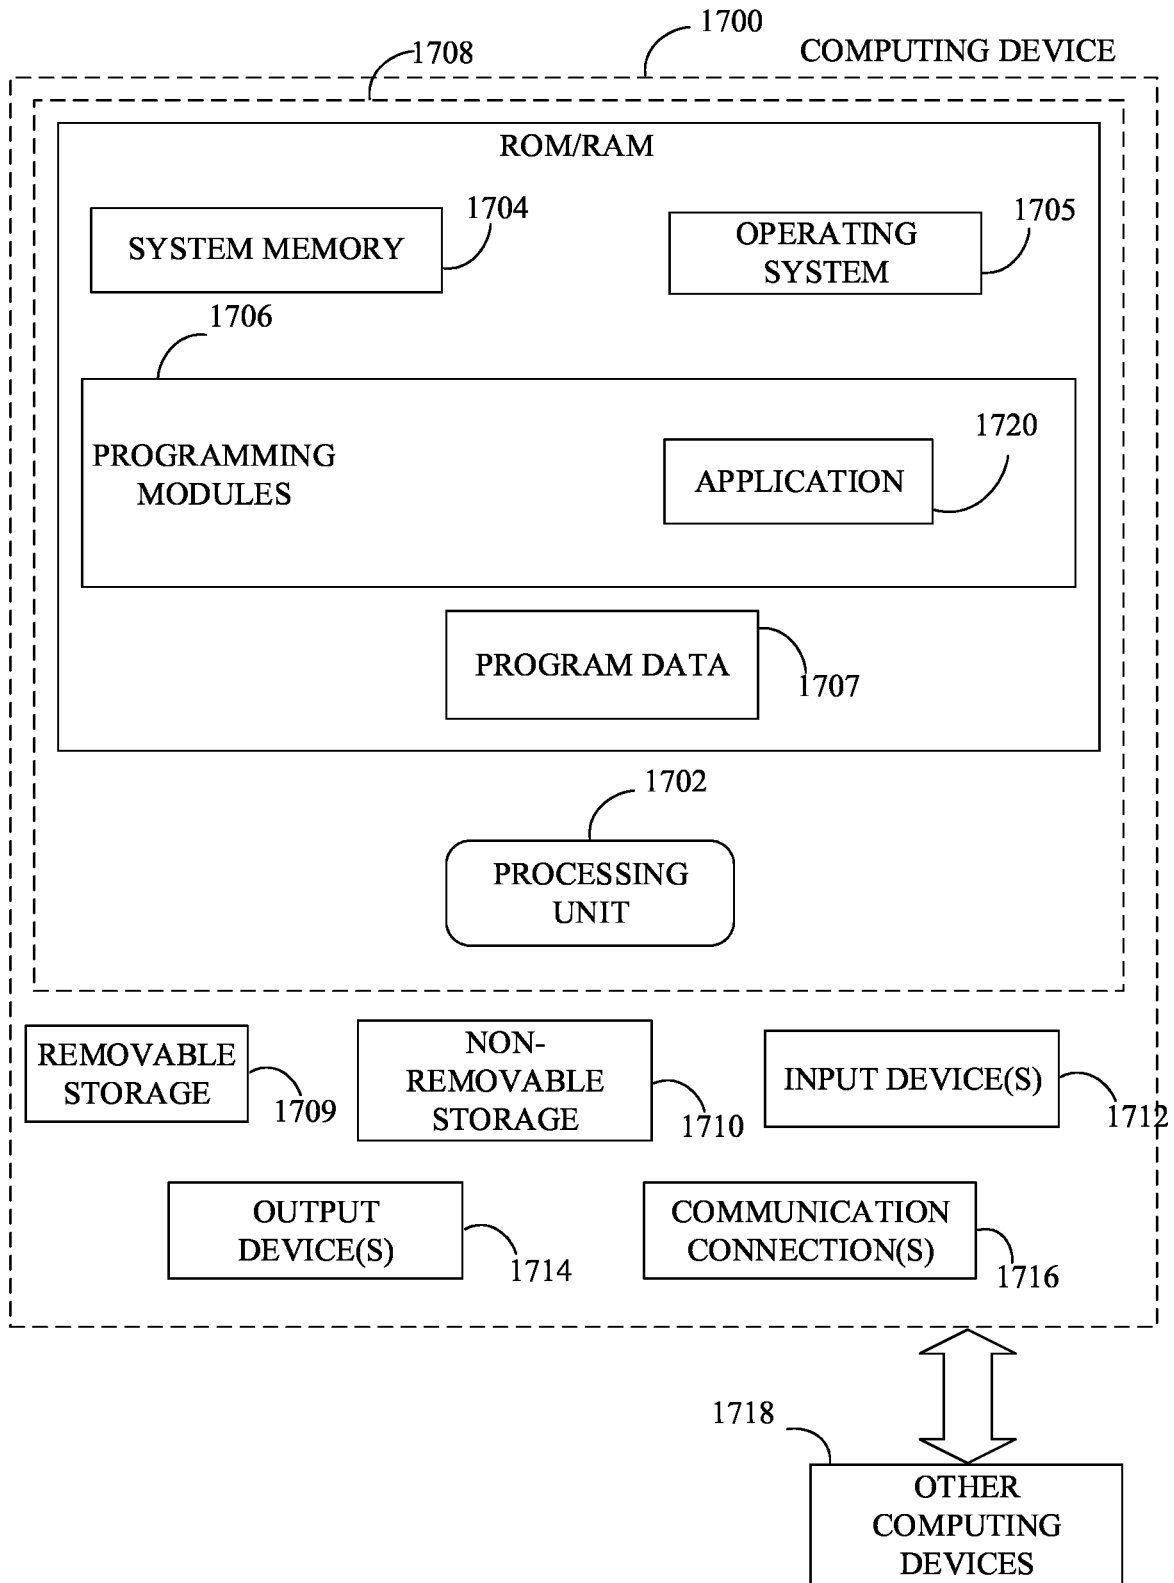 1700
COMPUTING DEVICE
1708
ROM/RAM
1704
SYSTEM MEMORY
1705
OPERATING
SYSTEM
1706
PROGRAMMING
MODULES
1720
APPLICATION
PROGRAM DATA
1707
1702
PROCESSING
UNIT
REMOVABLE
STORAGE
1709
NON-
REMOVABLE
STORAGE
1710
INPUT DEVICE(S)
1712
OUTPUT
DEVICE(S)
1714
COMMUNICATION
CONNECTION(S)
1716
1718
OTHER
COMPUTING
DEVICES